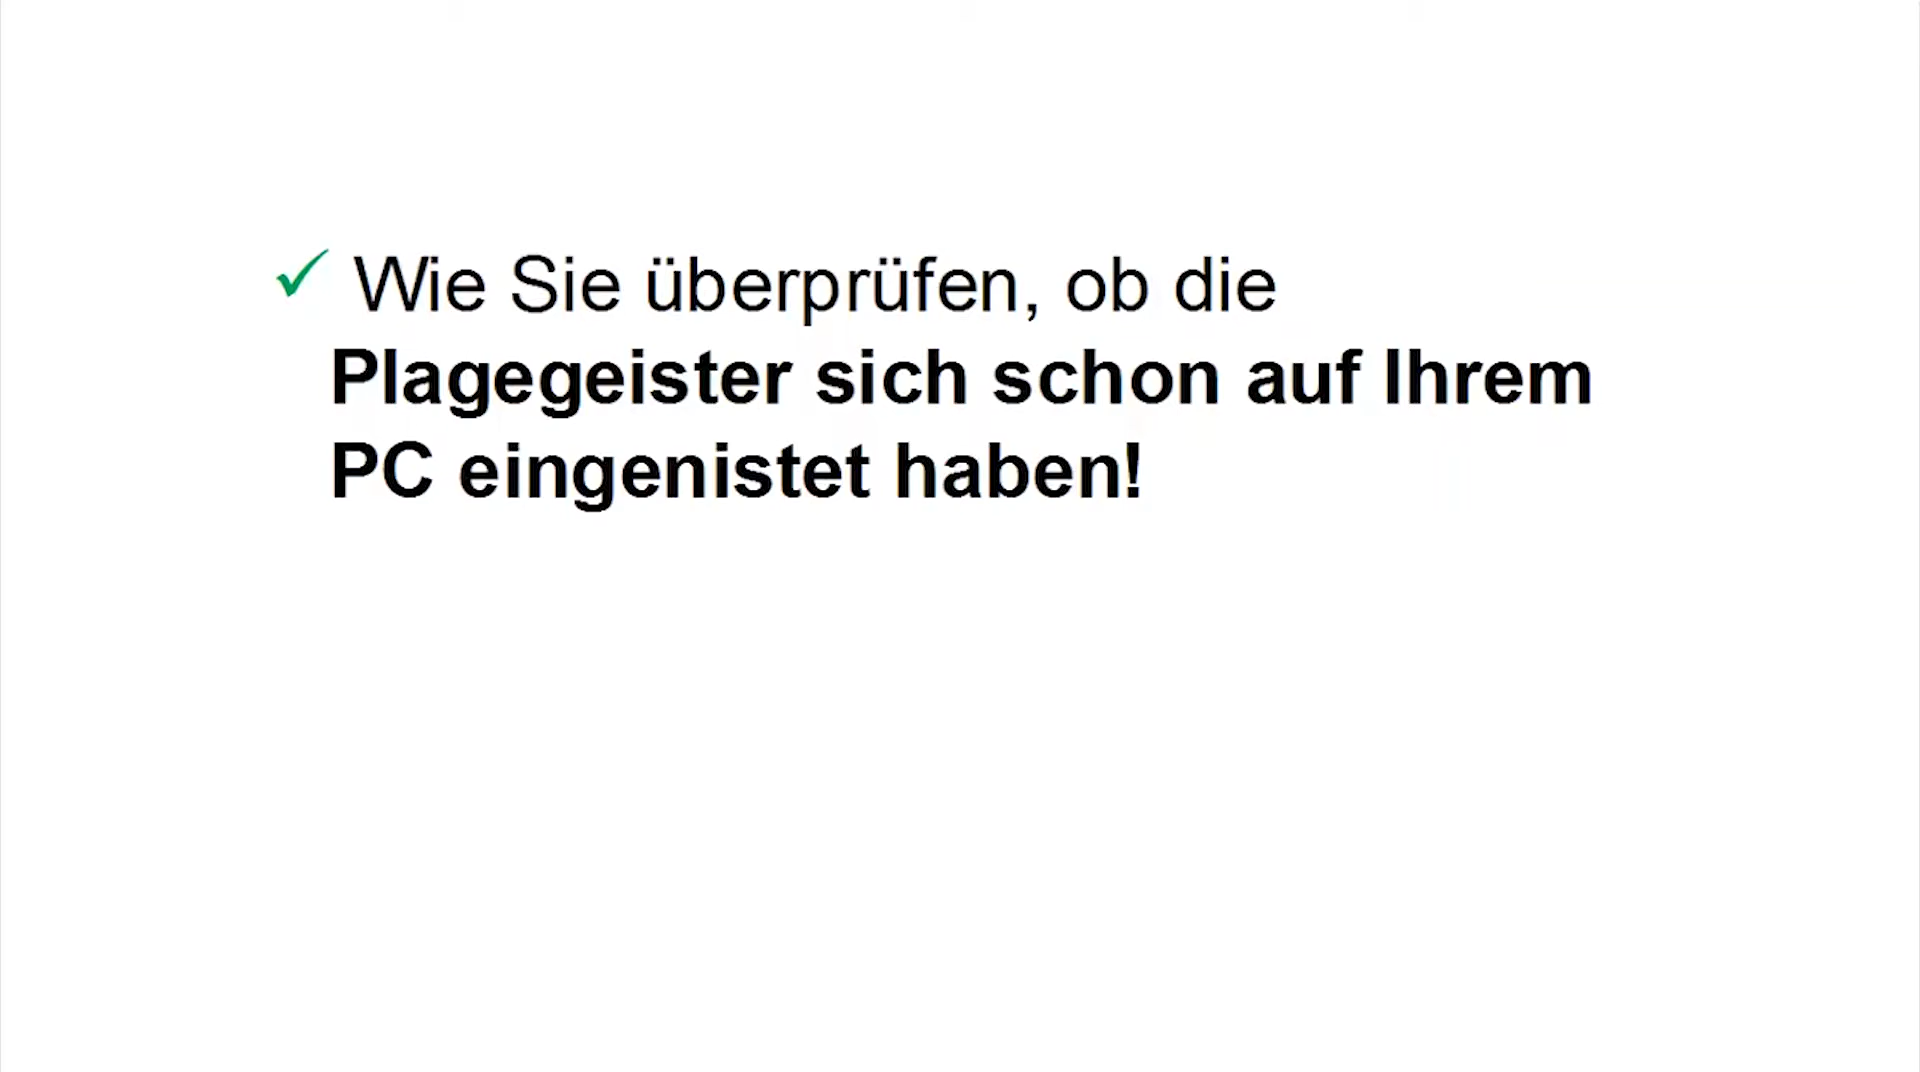 ✓ Wie Sie überprüfen, ob die
Plagegeister sich schon auf Ihrem
PC eingenistet haben!